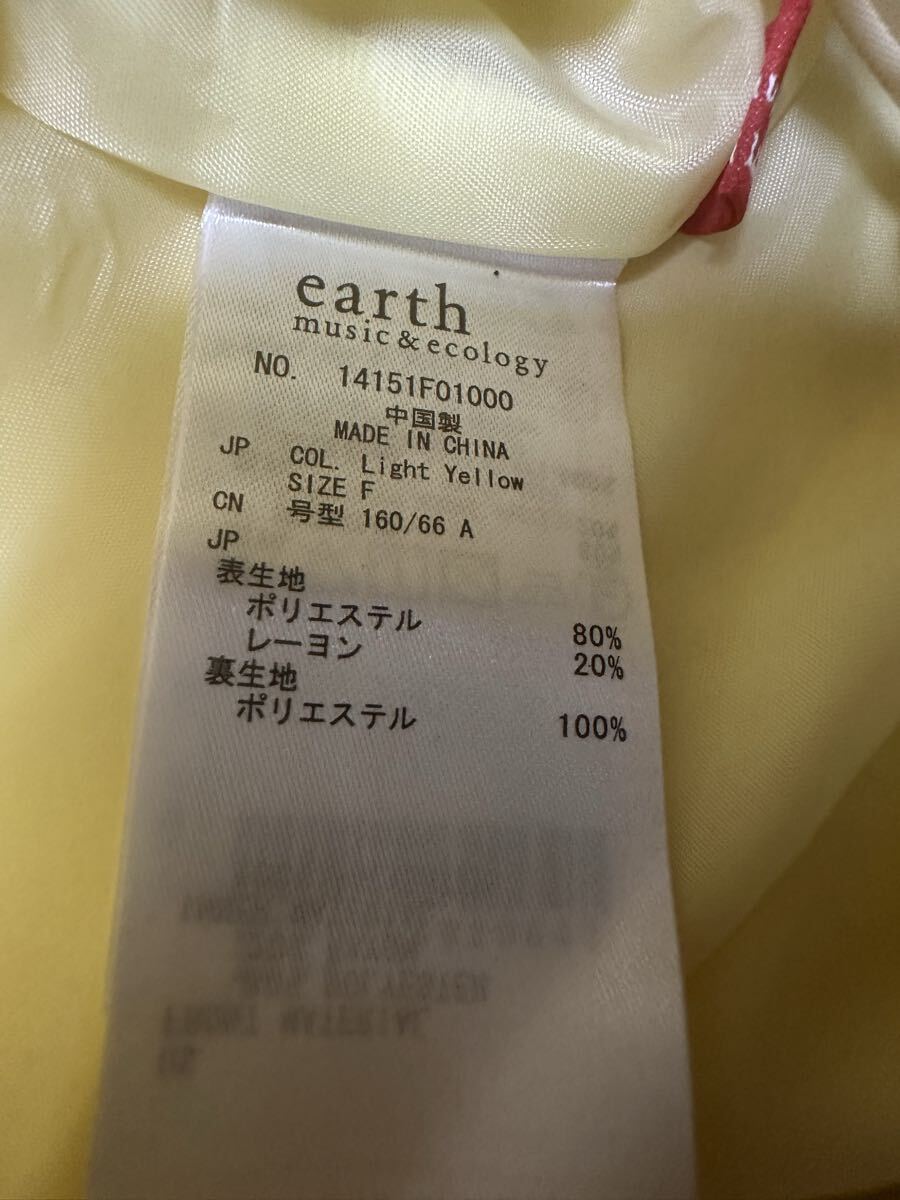 earth
music & ecology
NO. 14151F01000
中国製
MADE IN CHINA
JP COL. Light Yellow
SIZE F
CN 号型 160/66 A
JP
表生地
ポリエステル 80%
レーヨン 20%
裏生地
ポリエステル 100%